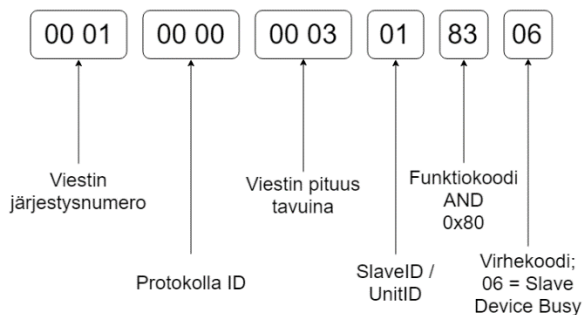 00 01 00 00 00 03 01 83 06
Viestin
järjestysnumero
Protokolla ID
Viestin pituus
tavuina
SlaveID /
UnitID
Funktiokoodi
AND
0x80
Virhekoodi;
06 = Slave
Device Busy